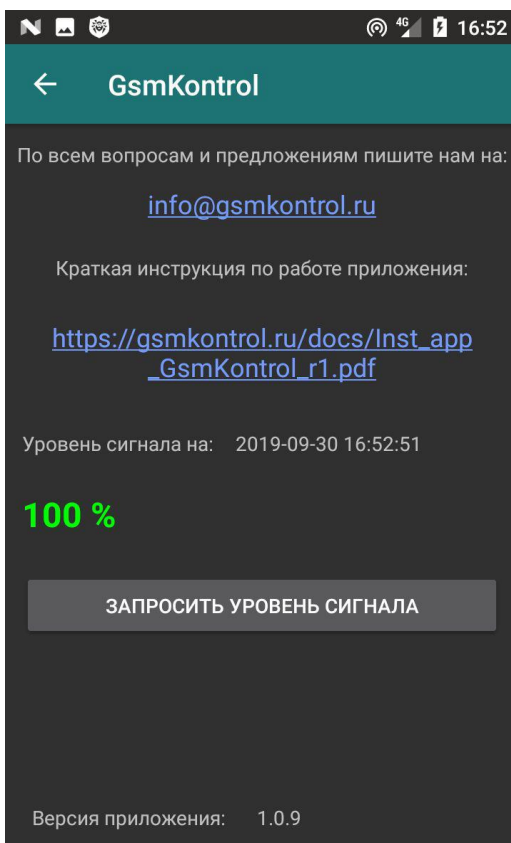 4G 16:52
GsmKontrol
По всем вопросам и предложениям пишите нам на:
info@gsmkontrol.ru
Краткая инструкция по работе приложения:
https://gsmkontrol.ru/docs/Inst_app
_GsmKontrol_r1.pdf
Уровень сигнала на: 2019-09-30 16:52:51
100 %
ЗАПРОСИТЬ УРОВЕНЬ СИГНАЛА
Версия приложения: 1.0.9